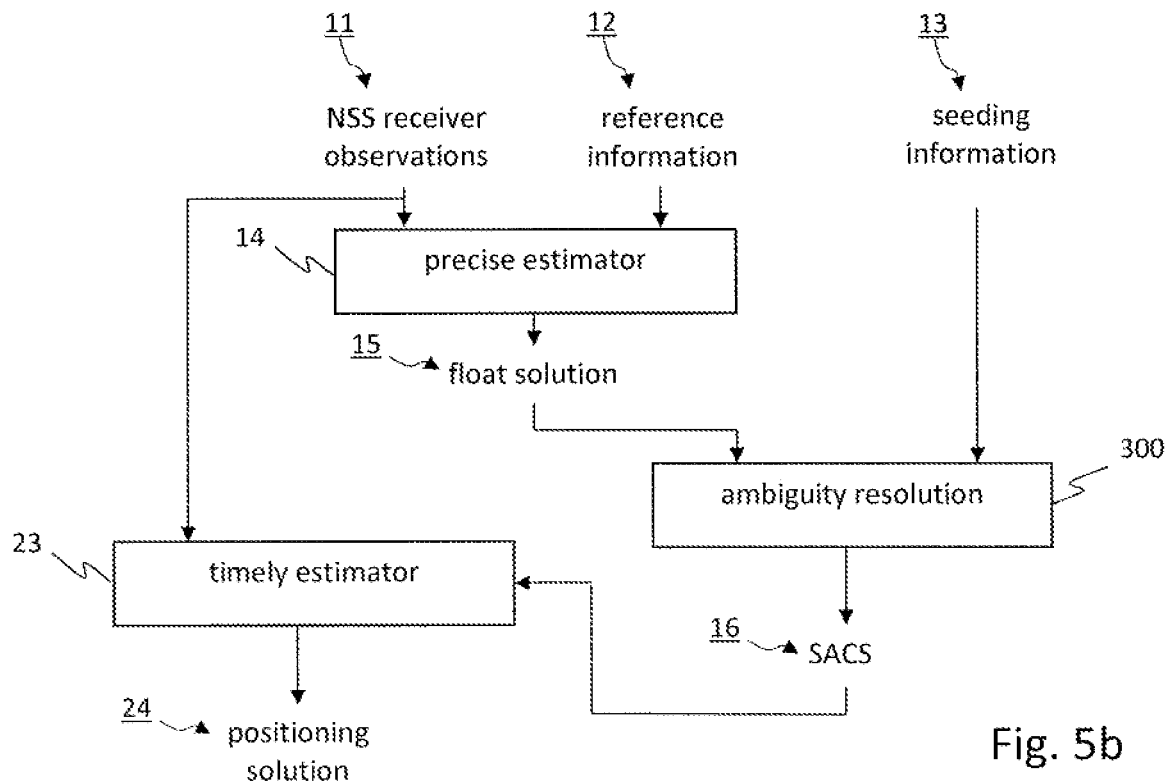 11
12
13
NSS receiver
observations
reference
information
seeding
information
14
precise estimator
15
float solution
300
ambiguity resolution
23
timely estimator
16
SACS
24
positioning
solution
Fig. 5b